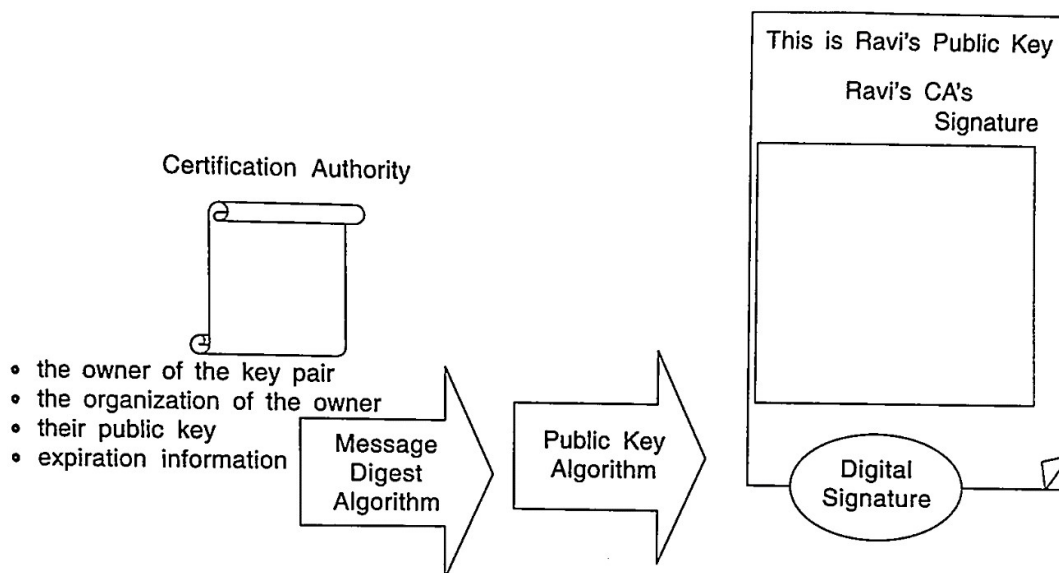 This is Ravi's Public Key
Ravi's CA's
Signature
Certification Authority
• the owner of the key pair
• the organization of the owner
• their public key
• expiration information
Message
Digest
Algorithm
Public Key
Algorithm
Digital
Signature